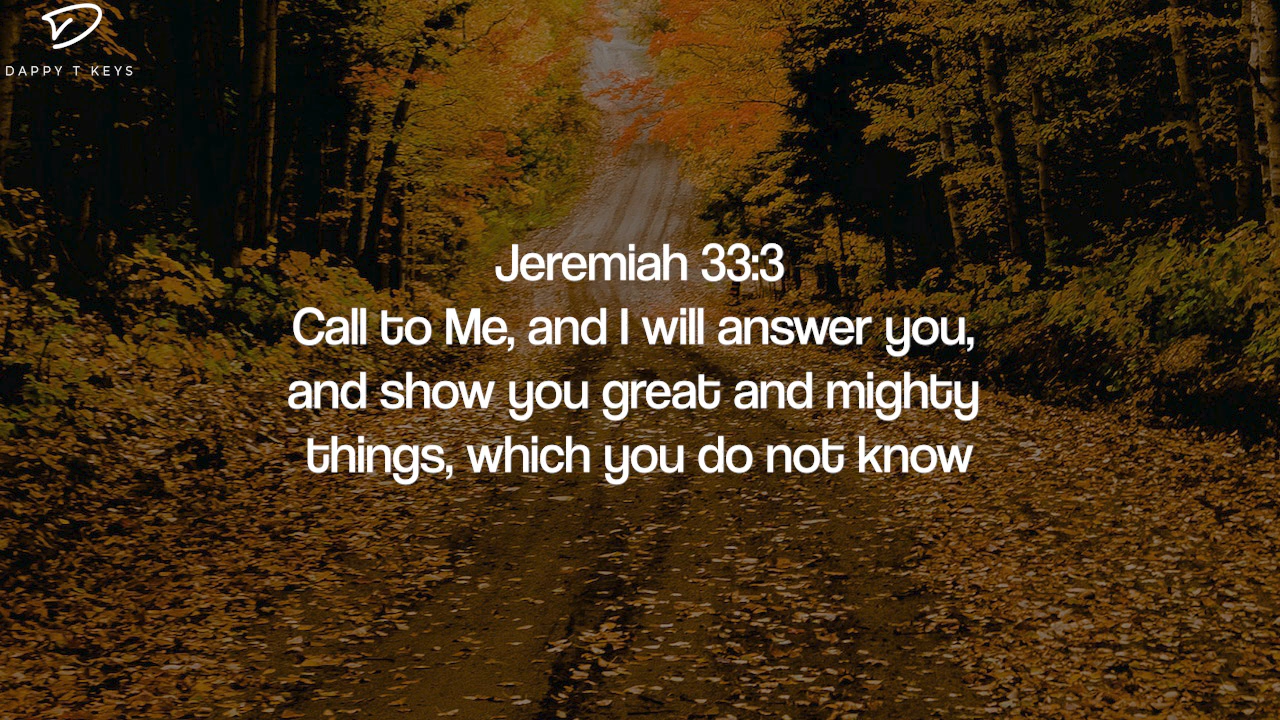 DAPPY T KEYS
Jeremiah 33:3
Call to Me, and I will answer you,
and show you great and mighty
things, which you do not know